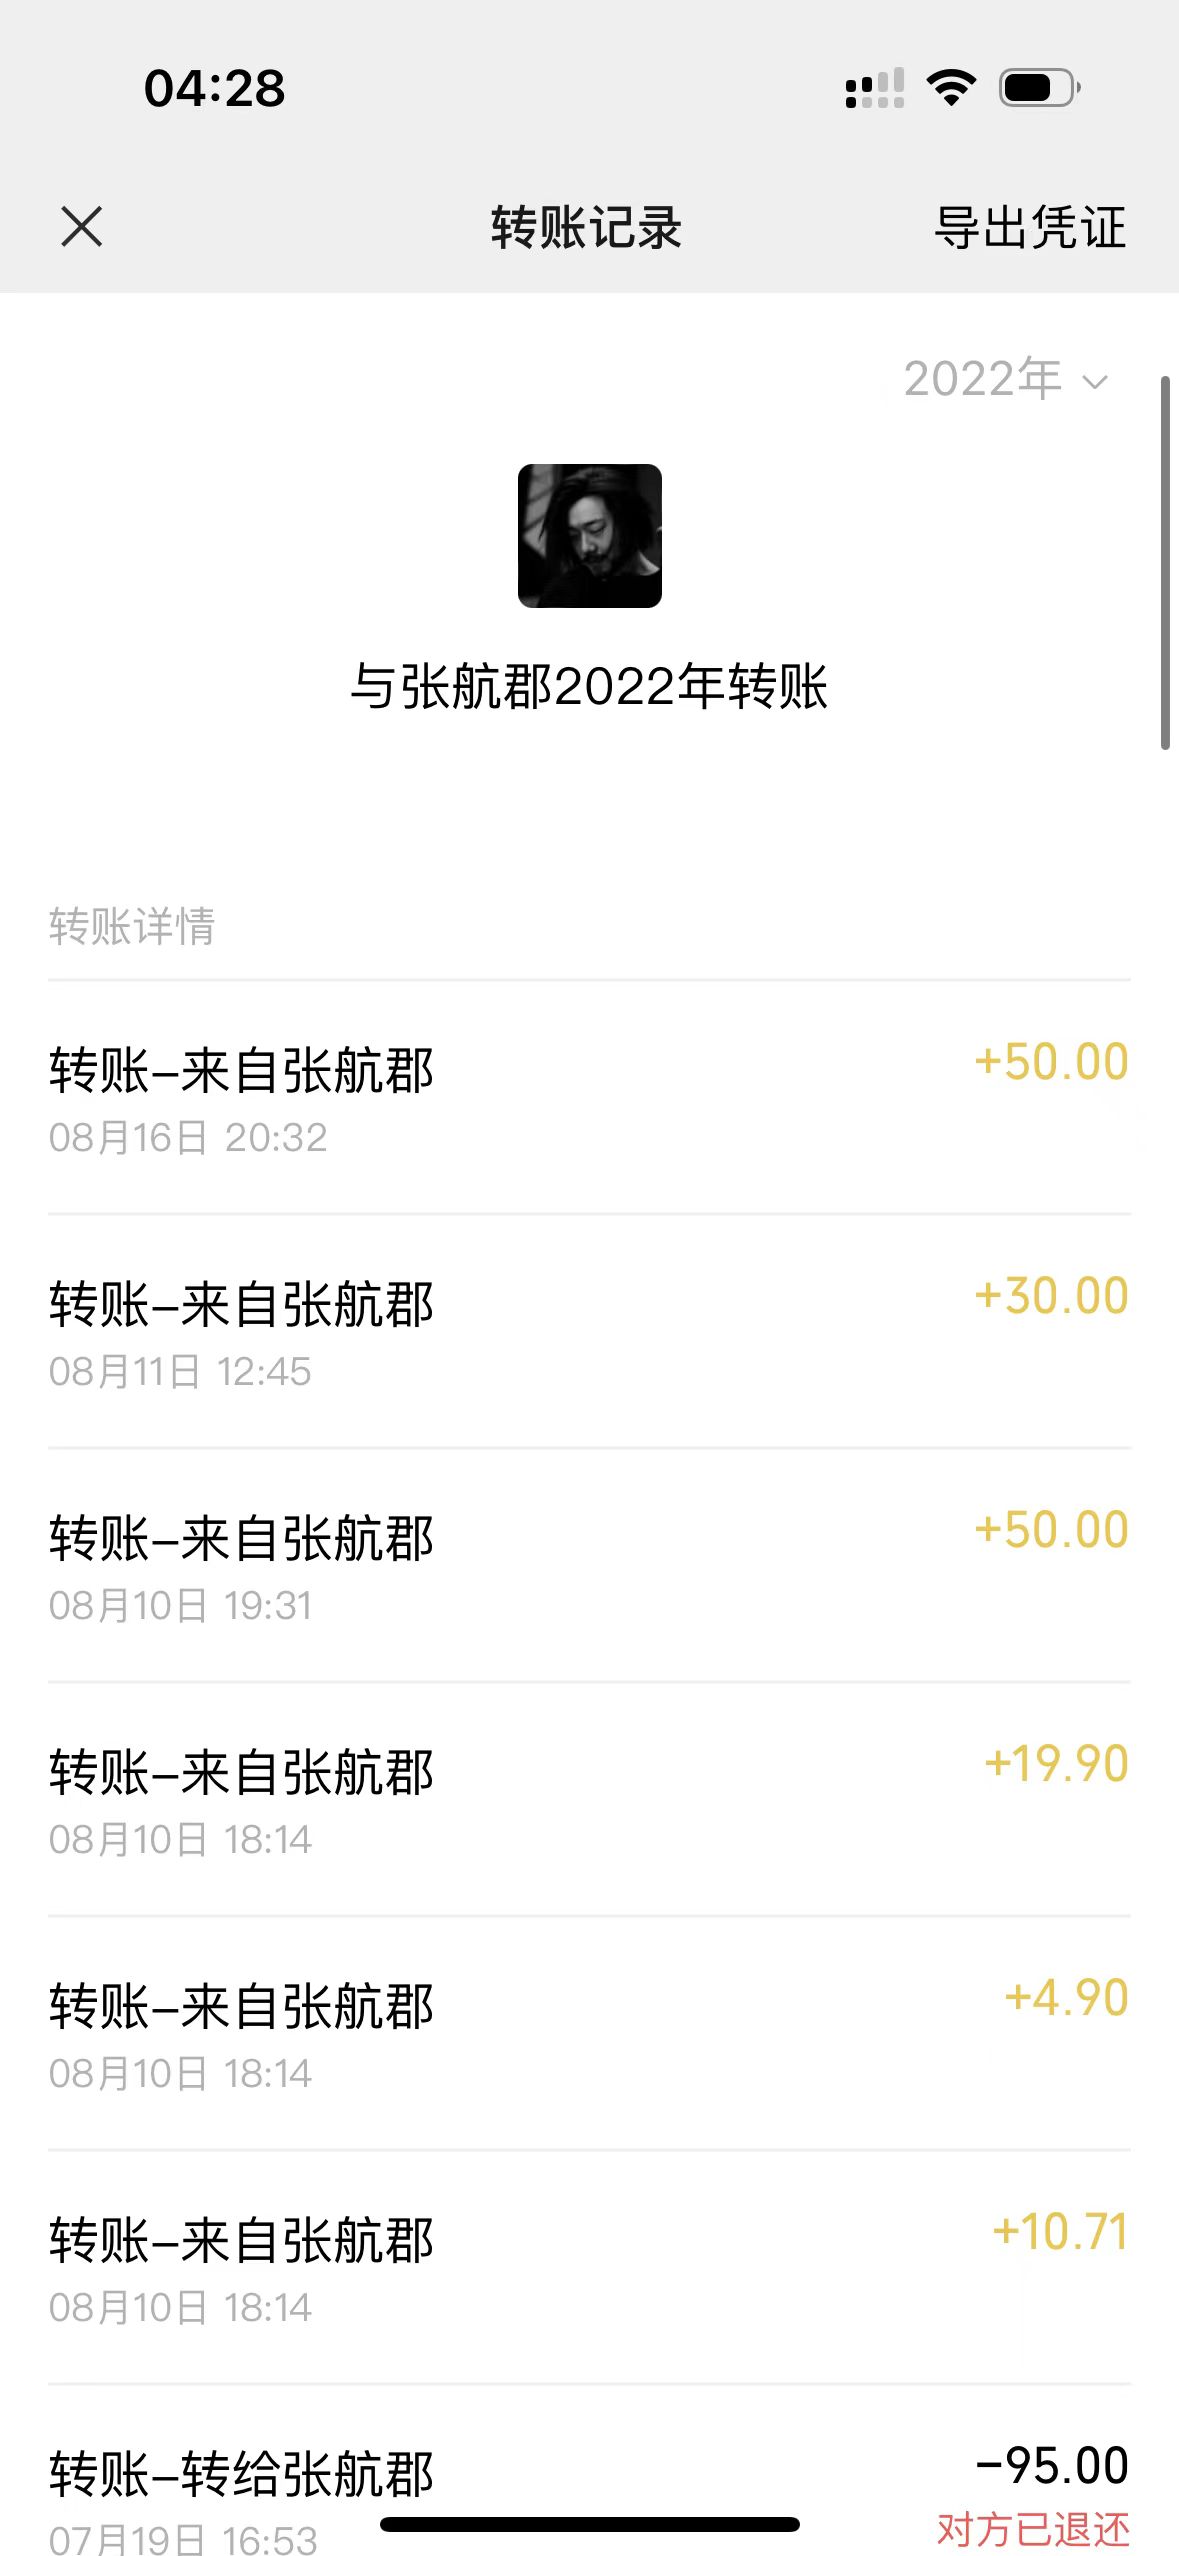 04:28
转账记录
导出凭证
2022年
与张航郡2022年转账
转账详情
转账-来自张航郡
+50.00
08月16日 20:32
转账-来自张航郡
+30.00
08月11日 12:45
转账-来自张航郡
+50.00
08月10日 19:31
转账-来自张航郡
+19.90
08月10日 18:14
转账-来自张航郡
+4.90
08月10日 18:14
转账-来自张航郡
+10.71
08月10日 18:14
转账-转给张航郡
-95.00
07月19日 16:53
对方已退还